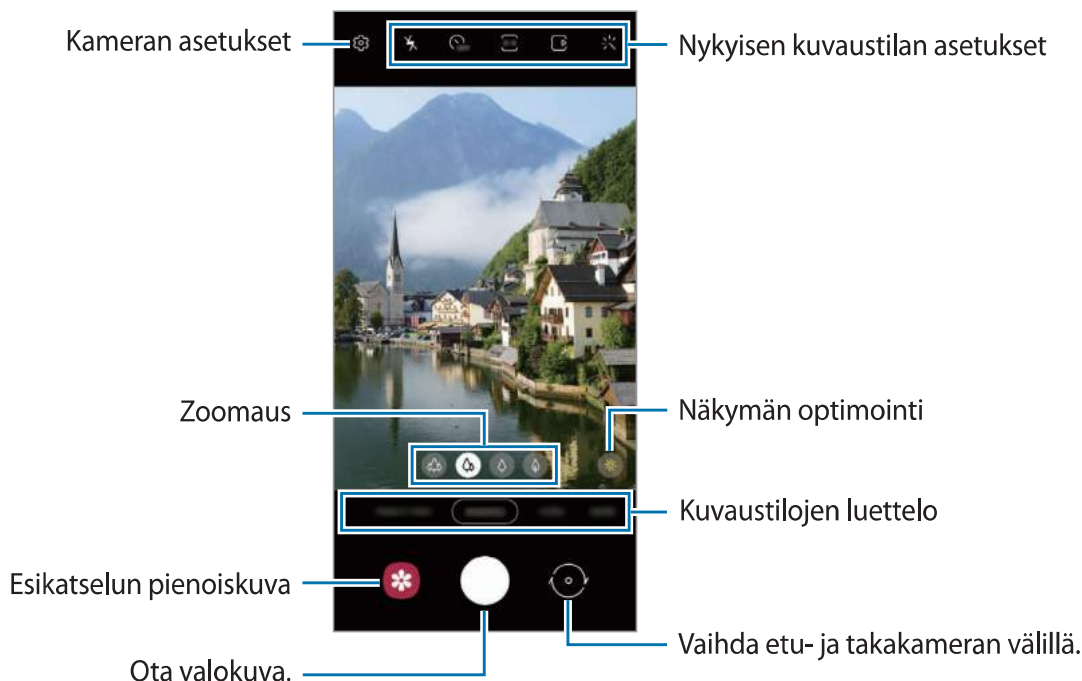 Kameran asetukset
Nykyisen kuvaustilan asetukset
Zoomaus
Näkymän optimointi
Kuvaustilojen luettelo
Esikatselun pienoiskuva
Vaihda etu- ja takakameran välillä.
Ota valokuva.